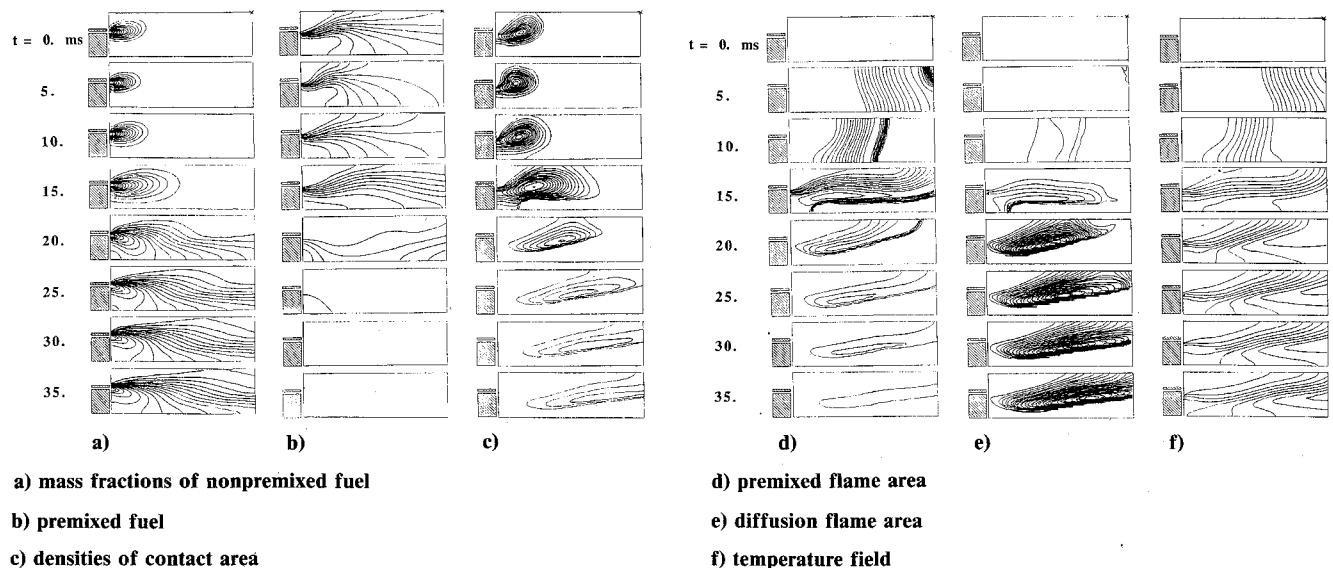 t = 0. ms
5.
10.
15.
20.
25.
30.
35.
a) b) c)
a) mass fractions of nonpremixed fuel
b) premixed fuel
c) densities of contact area
t = 0. ms
5.
10.
15.
20.
25.
30.
35.
d) e) f)
d) premixed flame area
e) diffusion flame area
f) temperature field